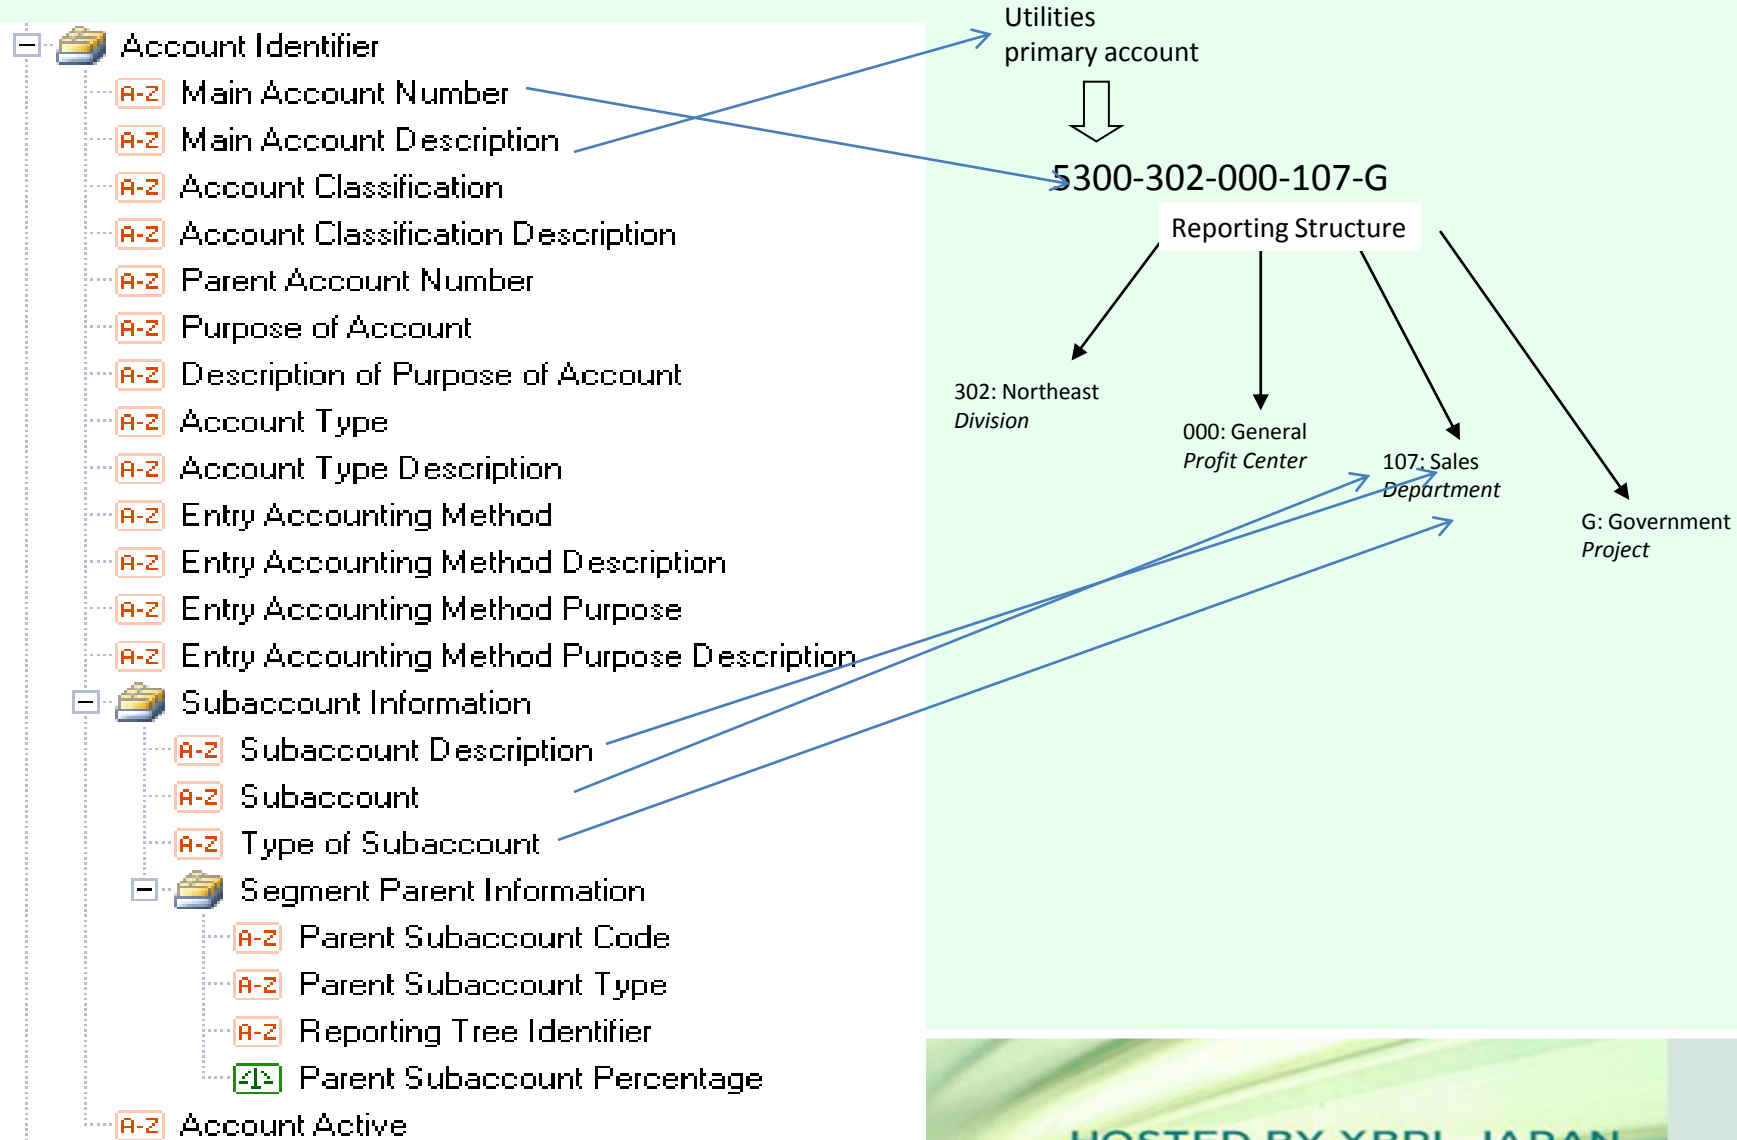 Account Identifier
A-Z Main Account Number
A-Z Main Account Description
A-Z Account Classification
A-Z Account Classification Description
A-Z Parent Account Number
A-Z Purpose of Account
A-Z Description of Purpose of Account
A-Z Account Type
A-Z Account Type Description
A-Z Entry Accounting Method
A-Z Entry Accounting Method Description
A-Z Entry Accounting Method Purpose
A-Z Entry Accounting Method Purpose Description
Subaccount Information
A-Z Subaccount Description
A-Z Subaccount
A-Z Type of Subaccount
Segment Parent Information
A-Z Parent Subaccount Code
A-Z Parent Subaccount Type
A-Z Reporting Tree Identifier
Parent Subaccount Percentage
A-Z Account Active
Utilities
primary account
5300-302-000-107-G
Reporting Structure
302: Northeast
Division
000: General
Profit Center
107: Sales
Department
G: Government
Project
HOSTED BY XBRL JAPAN